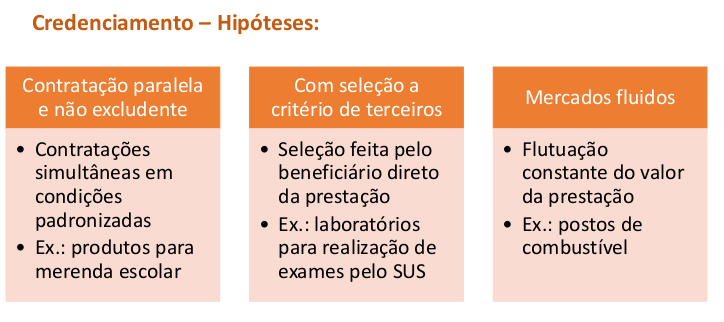 Credenciamento – Hipóteses:
Contratação paralela
e não excludente
• Contratações
simultâneas em
condições
padronizadas
• Ex.: produtos para
merenda escolar
Com seleção a
critério de terceiros
• Seleção feita pelo
beneficiário direto
da prestação
• Ex.: laboratórios
para realização de
exames pelo SUS
Mercados fluidos
• Flutuação
constante do valor
da prestação
• Ex.: postos de
combustível